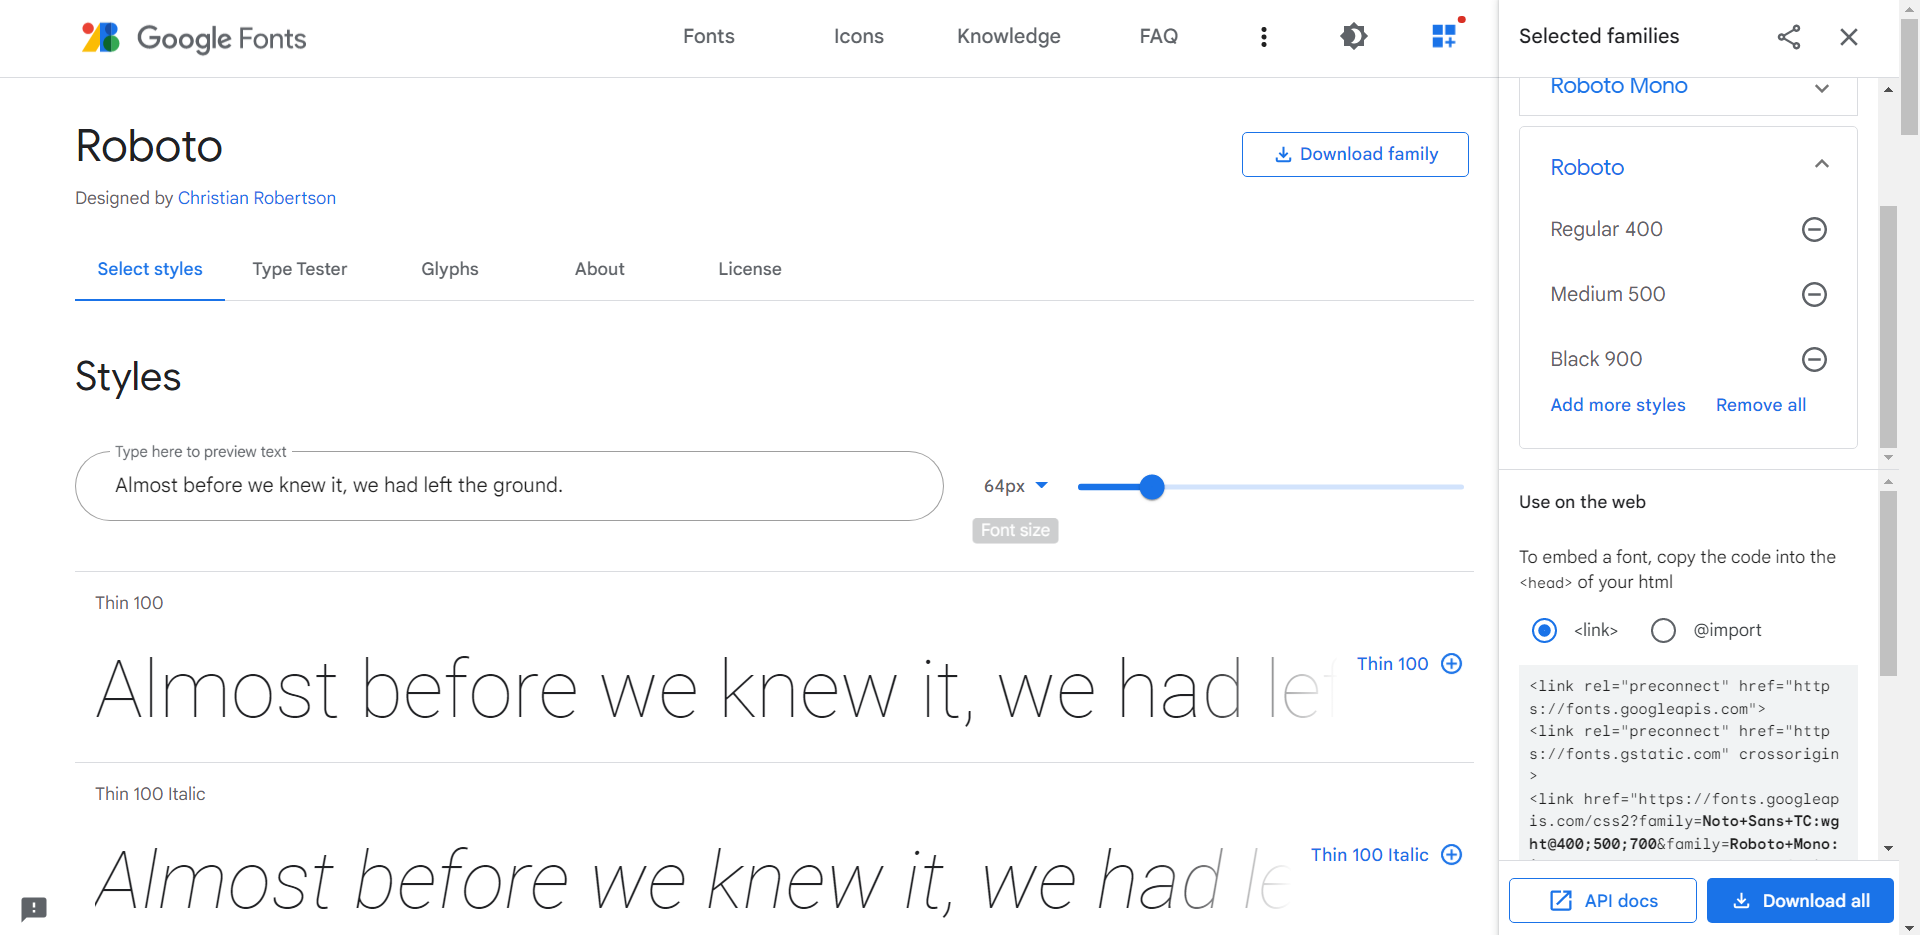 Google Fonts
Fonts
Icons
Knowledge
FAQ
Roboto
Designed by Christian Robertson
Download family
Select styles
Type Tester
Glyphs
About
License
Styles
Type here to preview text
Almost before we knew it, we had left the ground.
64px
Font size
Thin 100
Almost before we knew it, we had
Thin 100
Thin 100 Italic
Almost before we knew it, we had
Thin 100 Italic
Selected families
Roboto Mono
Roboto
Regular 400
Medium 500
Black 900
Add more styles
Remove all
Use on the web
To embed a font, copy the code into the
<head> of your html
<link>
@import
<link rel="preconnect" href="http
s://fonts.googleapis.com">
<link rel="preconnect" href="http
s://fonts.gstatic.com" crossorigin
>
<link href="https://fonts.googleap
is.com/css2?family=Noto+Sans+TC:wg
ht@400;500;700&family=Roboto+Mono:
API docs
Download all